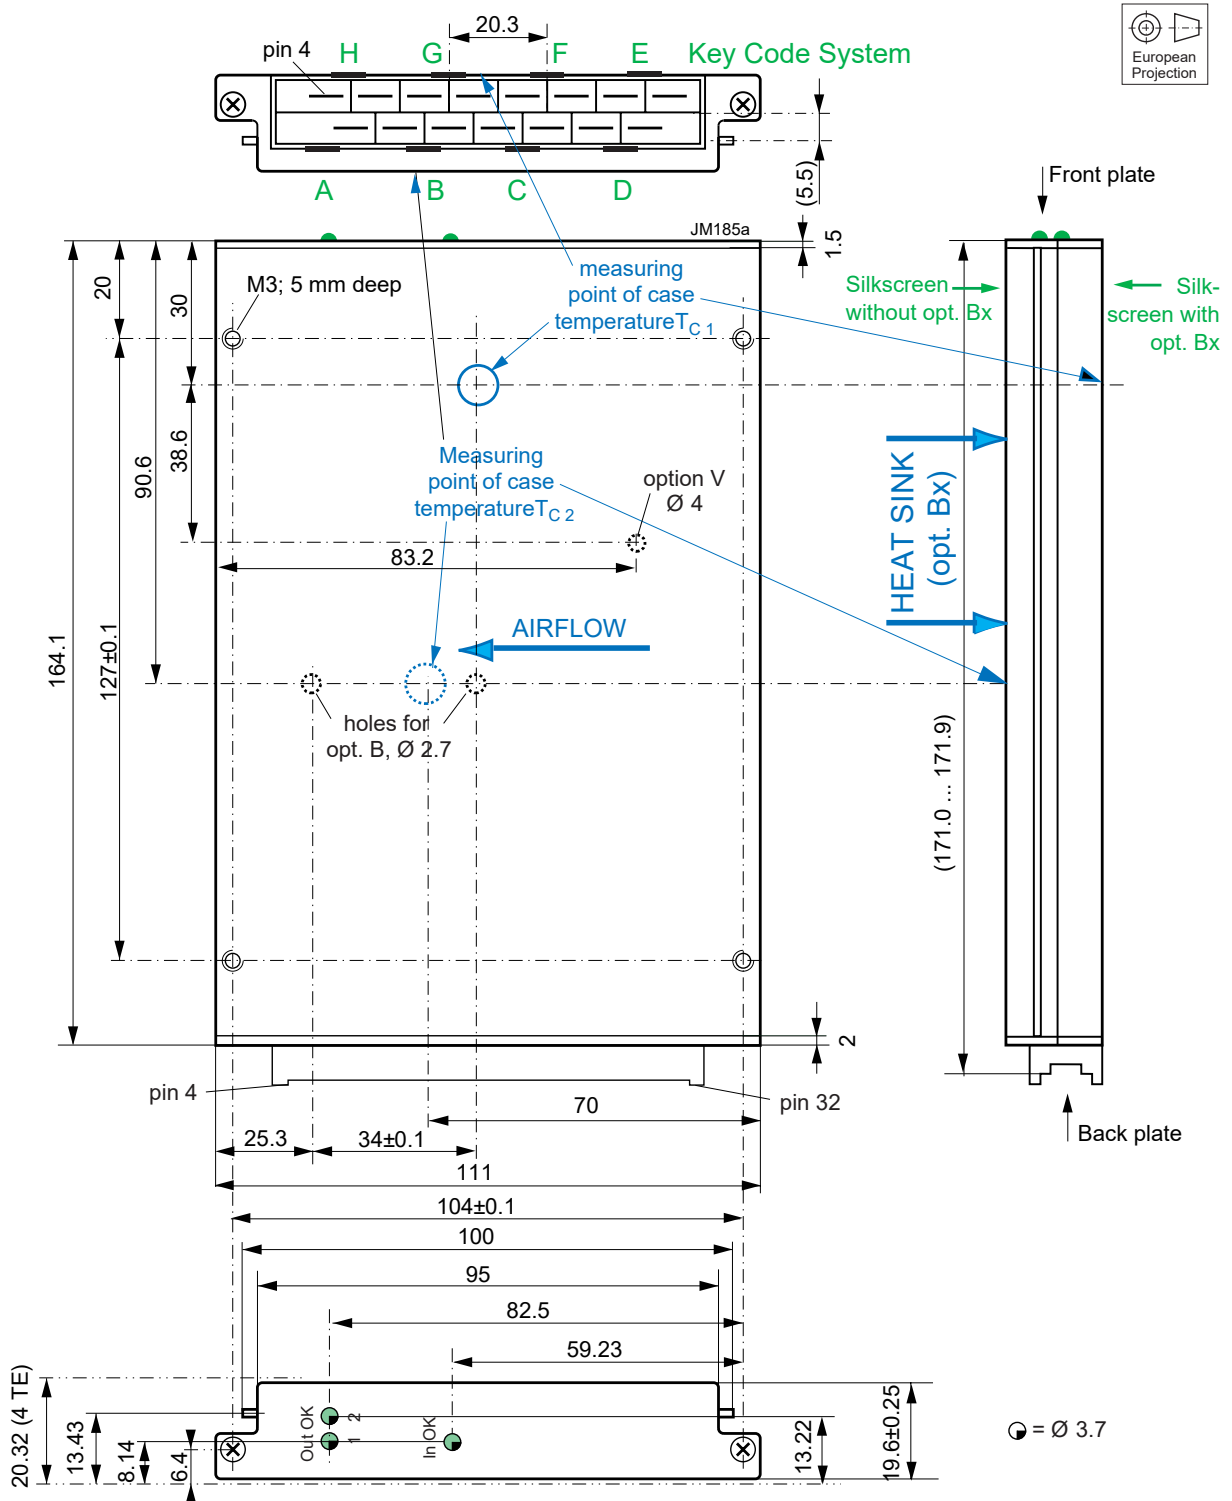 20.3
pin 4
H
G
F
E
Key Code System
European
Projection
A
B
C
D
(5.5)
Front plate
JM185a
1.5
20
30
M3; 5 mm deep
measuring
point of case
temperatureTC 1
Silkscreen
without opt. Bx
Silk-
screen with
opt. Bx
38.6
90.6
Measuring
point of case
temperatureTC 2
option V
Ø 4
83.2
HEAT SINK
(opt. Bx)
AIRFLOW
164.1
127±0.1
holes for
opt. B, Ø 2.7
(171.0 ... 171.9)
2
pin 4
pin 32
70
25.3
34±0.1
Back plate
111
104±0.1
100
95
82.5
59.23
20.32 (4 TE)
13.43
8.14
6.4
Out OK
2
1
In OK
13.22
19.6±0.25
= Ø 3.7